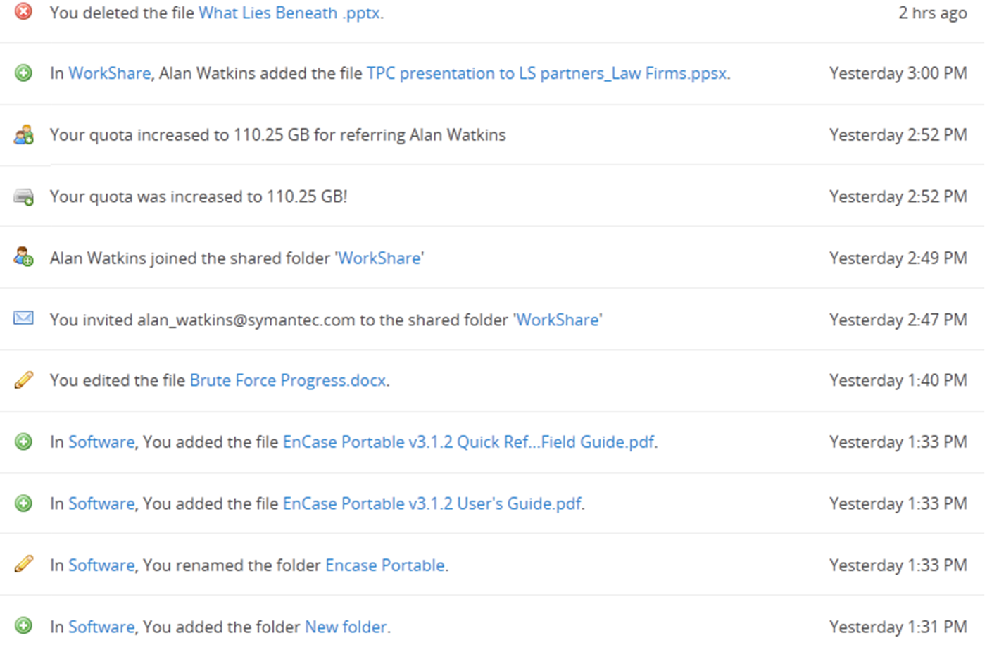 You deleted the file What Lies Beneath .pptx. 2 hrs ago
In WorkShare, Alan Watkins added the file TPC presentation to LS partners_Law Firms.ppsx. Yesterday 3:00 PM
Your quota increased to 110.25 GB for referring Alan Watkins Yesterday 2:52 PM
Your quota was increased to 110.25 GB! Yesterday 2:52 PM
Alan Watkins joined the shared folder 'WorkShare' Yesterday 2:49 PM
You invited alan_watkins@symantec.com to the shared folder 'WorkShare' Yesterday 2:47 PM
You edited the file Brute Force Progress.docx. Yesterday 1:40 PM
In Software, You added the file EnCase Portable v3.1.2 Quick Ref...Field Guide.pdf. Yesterday 1:33 PM
In Software, You added the file EnCase Portable v3.1.2 User's Guide.pdf. Yesterday 1:33 PM
In Software, You renamed the folder Encase Portable. Yesterday 1:33 PM
In Software, You added the folder New folder. Yesterday 1:31 PM